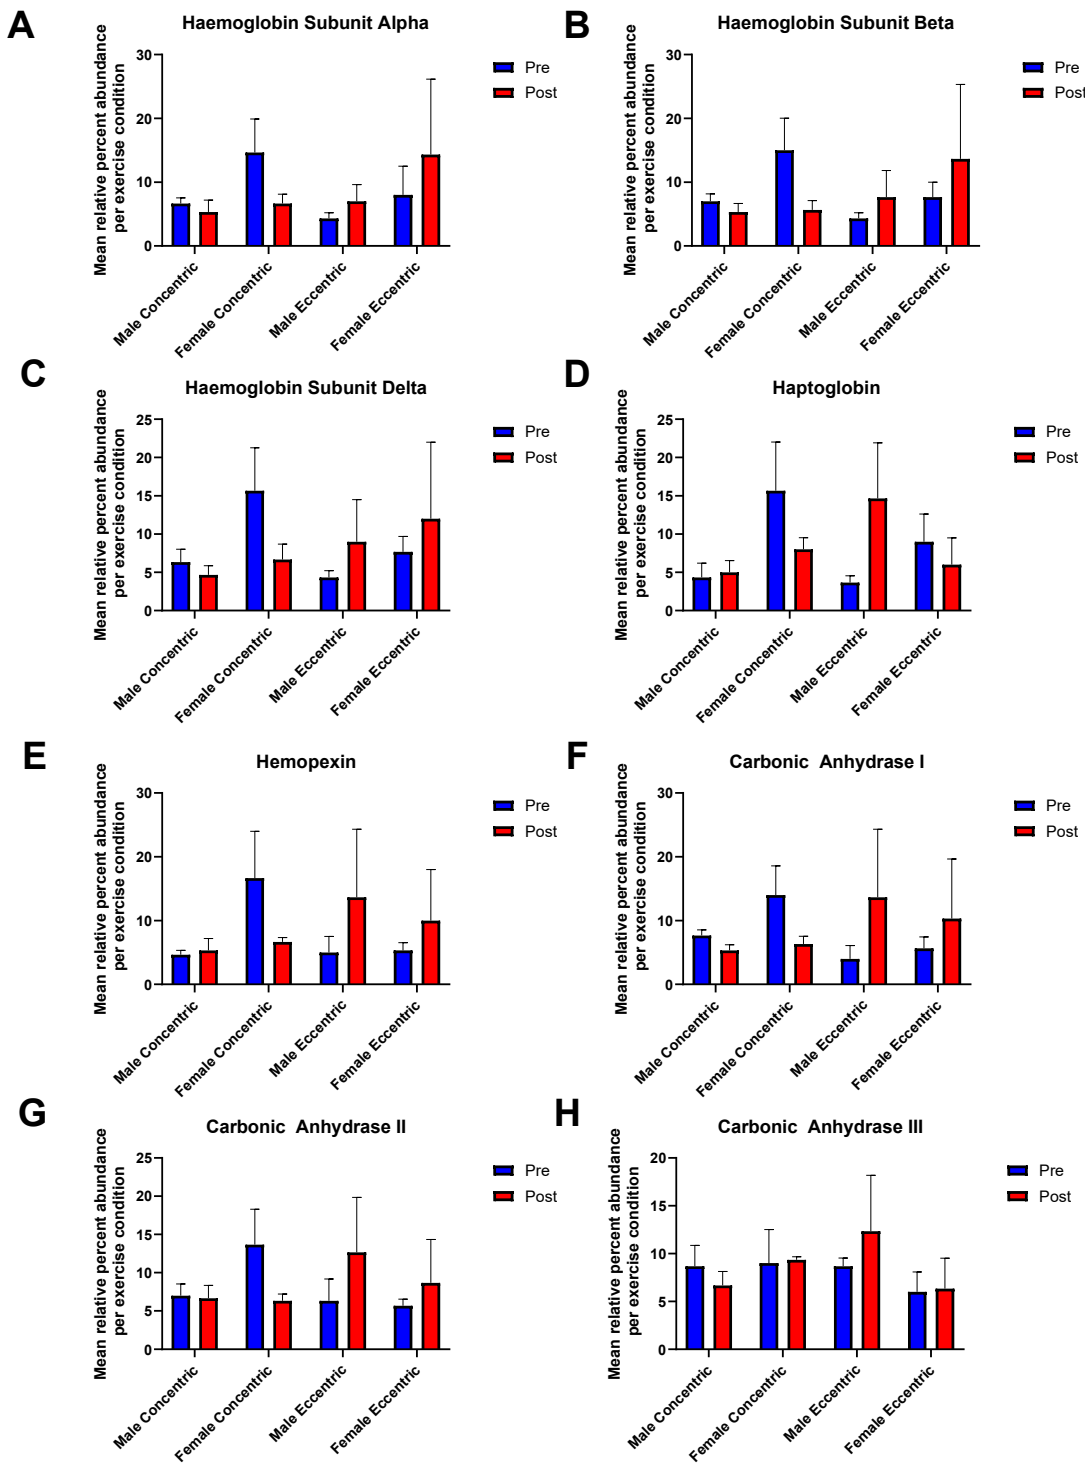 A
Haemoglobin Subunit Alpha
Mean relative percent abundance
per exercise condition
30
20
10
0
Male Concentric
Female Concentric
Male Eccentric
Female Eccentric
Pre
Post
B
Haemoglobin Subunit Beta
Mean relative percent abundance
per exercise condition
30
20
10
0
Male Concentric
Female Concentric
Male Eccentric
Female Eccentric
Pre
Post
C
Haemoglobin Subunit Delta
Mean relative percent abundance
per exercise condition
25
20
15
10
5
0
Male Concentric
Female Concentric
Male Eccentric
Female Eccentric
Pre
Post
D
Haptoglobin
Mean relative percent abundance
per exercise condition
25
20
15
10
5
0
Male Concentric
Female Concentric
Male Eccentric
Female Eccentric
Pre
Post
E
Hemopexin
Mean relative percent abundance
per exercise condition
30
20
10
0
Male Concentric
Female Concentric
Male Eccentric
Female Eccentric
Pre
Post
F
Carbonic Anhydrase I
Mean relative percent abundance
per exercise condition
30
20
10
0
Male Concentric
Female Concentric
Male Eccentric
Female Eccentric
Pre
Post
G
Carbonic Anhydrase II
Mean relative percent abundance
per exercise condition
25
20
15
10
5
0
Male Concentric
Female Concentric
Male Eccentric
Female Eccentric
Pre
Post
H
Carbonic Anhydrase III
Mean relative percent abundance
per exercise condition
20
15
10
5
0
Male Concentric
Female Concentric
Male Eccentric
Female Eccentric
Pre
Post